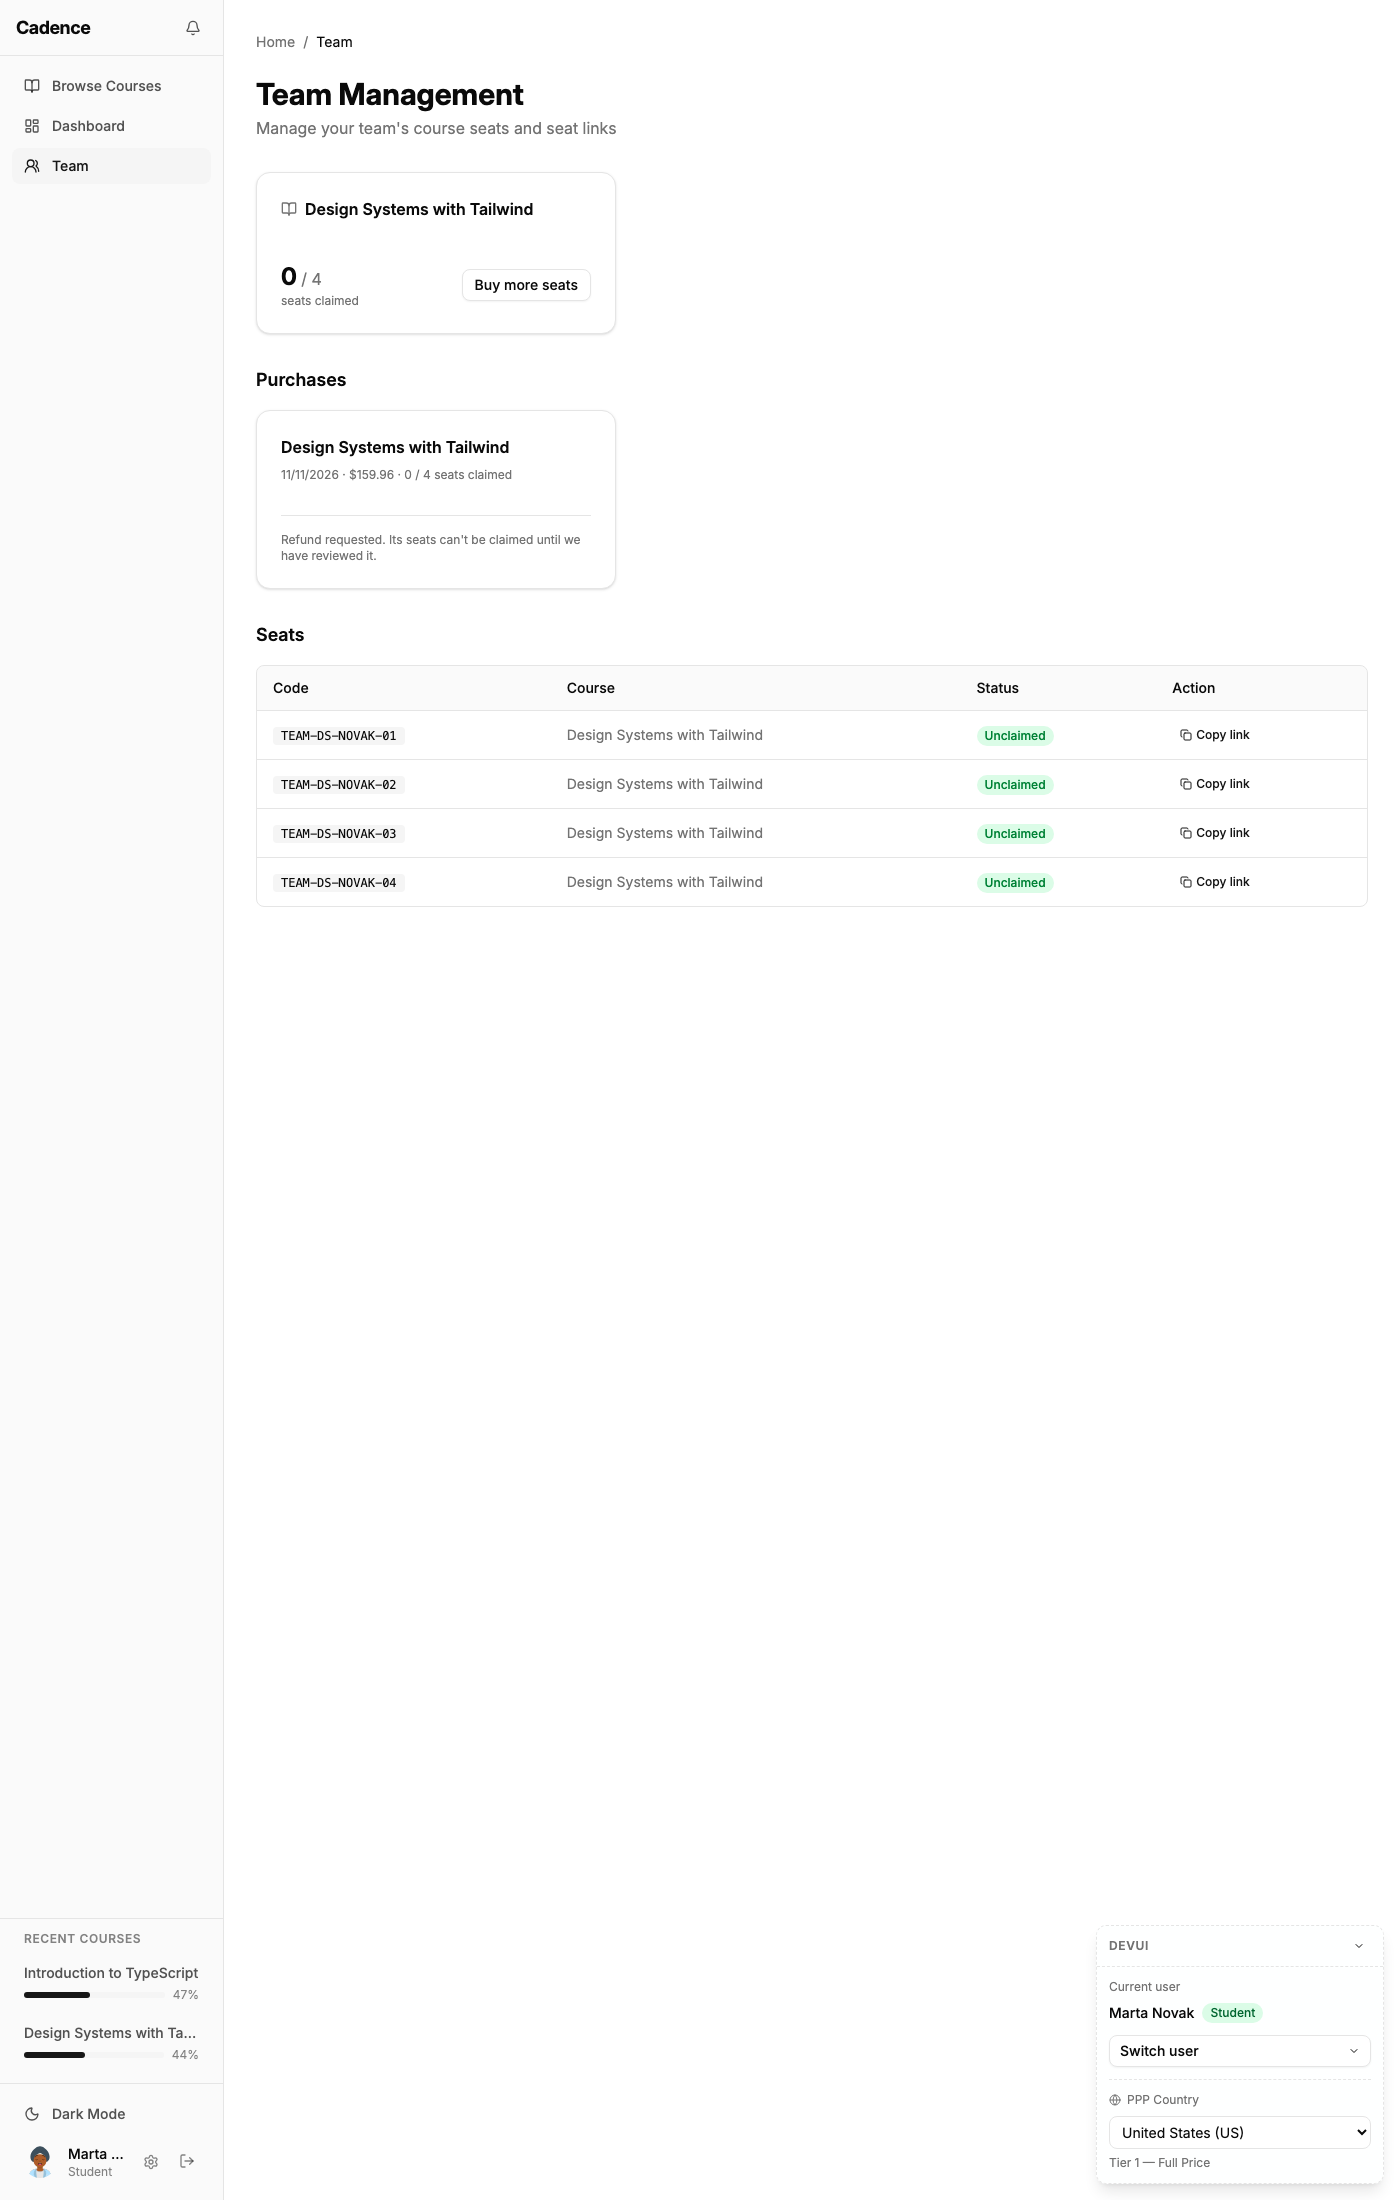 Cadence
Browse Courses
Dashboard
Team
Home / Team
Team Management
Manage your team's course seats and seat links
Design Systems with Tailwind
0 / 4
seats claimed
Buy more seats
Purchases
Design Systems with Tailwind
11/11/2026 · $159.96 · 0 / 4 seats claimed
Refund requested. Its seats can't be claimed until we
have reviewed it.
Seats
Code Course Status Action
TEAM-DS-NOVAK-01 Design Systems with Tailwind Unclaimed Copy link
TEAM-DS-NOVAK-02 Design Systems with Tailwind Unclaimed Copy link
TEAM-DS-NOVAK-03 Design Systems with Tailwind Unclaimed Copy link
TEAM-DS-NOVAK-04 Design Systems with Tailwind Unclaimed Copy link
RECENT COURSES
Introduction to TypeScript
47%
Design Systems with Ta...
44%
Dark Mode
Marta ...
Student
DEVUI
Current user
Marta Novak Student
Switch user
PPP Country
United States (US)
Tier 1 — Full Price